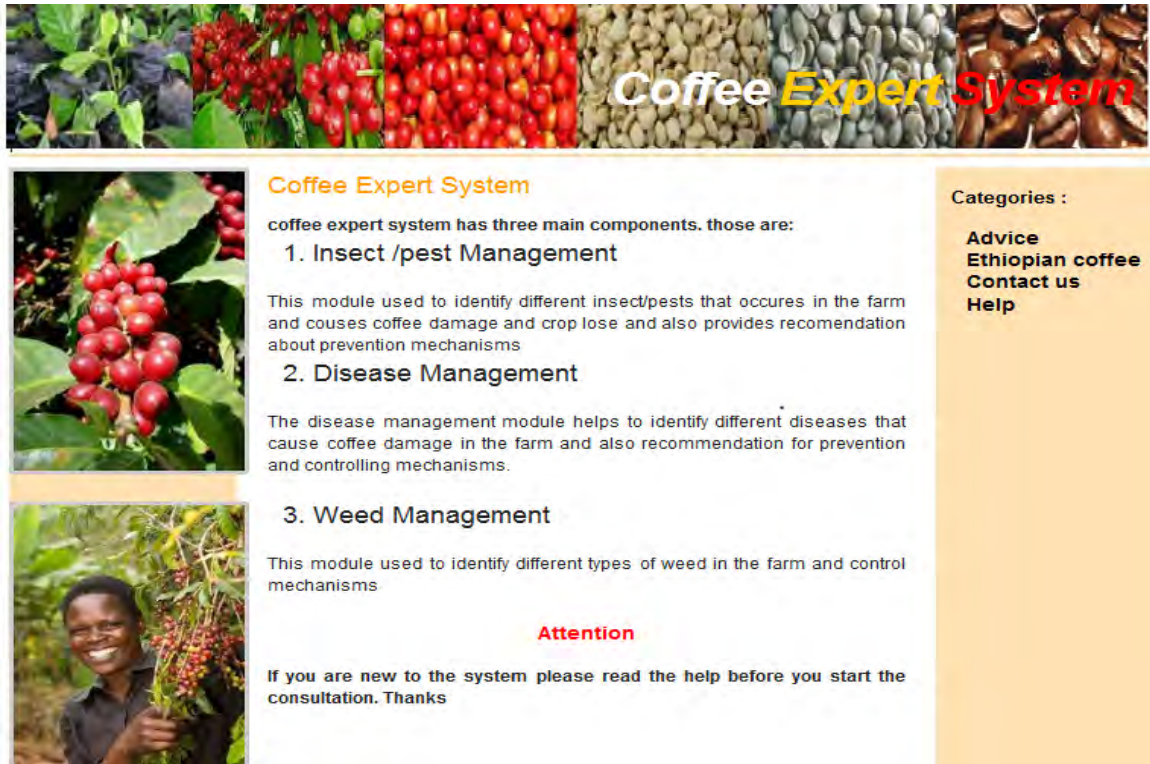 Coffee Expert System
Coffee Expert System
coffee expert system has three main components. those are:
1. Insect /pest Management
This module used to identify different insect/pests that occures in the farm
and couses coffee damage and crop lose and also provides recomendation
about prevention mechanisms
2. Disease Management
The disease management module helps to identify different diseases that
cause coffee damage in the farm and also recommendation for prevention
and controlling mechanisms.
3. Weed Management
This module used to identify different types of weed in the farm and control
mechanisms
Attention
If you are new to the system please read the help before you start the
consultation. Thanks
Categories :
Advice
Ethiopian coffee
Contact us
Help